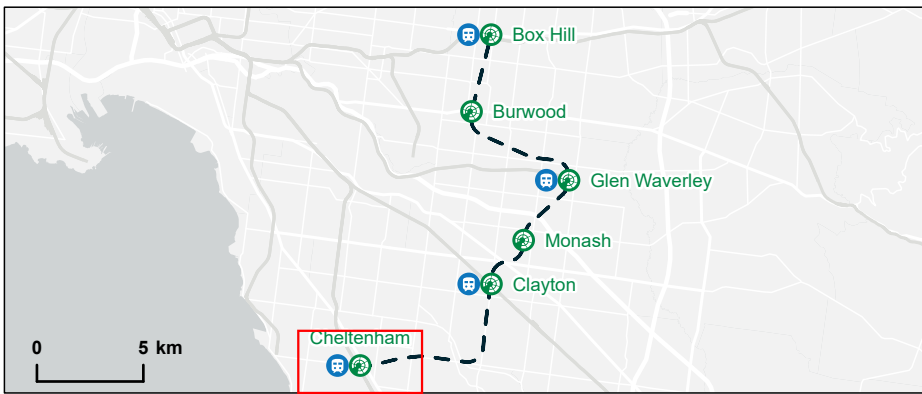 Box Hill
Burwood
Glen Waverley
Monash
Clayton
Cheltenham
0 5 km